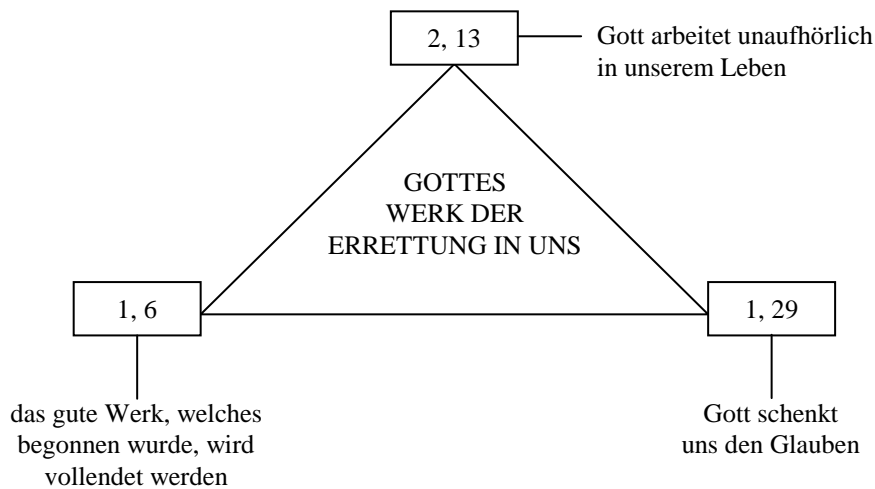 2, 13
Gott arbeitet unaufhörlich
in unserem Leben
GOTTES
WERK DER
ERRETTUNG IN UNS
1, 6
1, 29
das gute Werk, welches
begonnen wurde, wird
vollendet werden
Gott schenkt
uns den Glauben